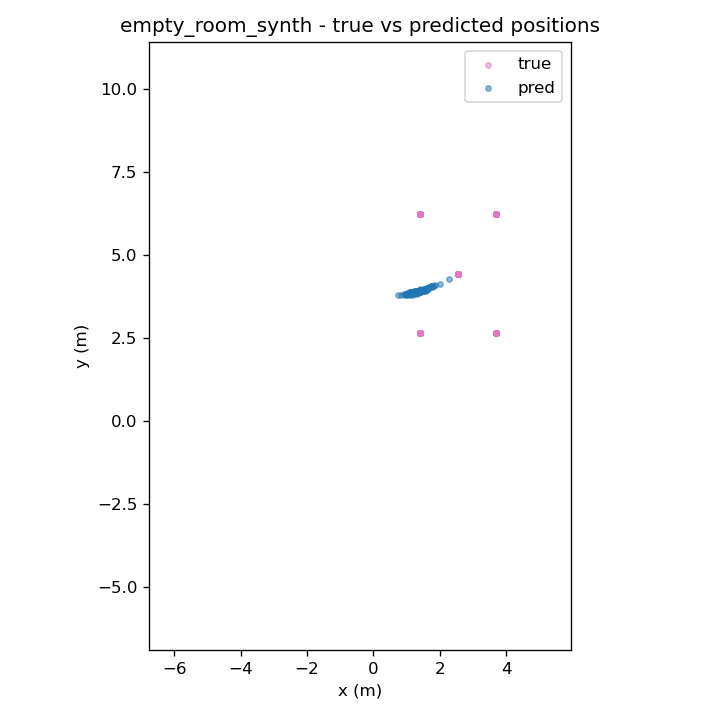 empty_room_synth - true vs predicted positions
true
pred
10.0
7.5
5.0
2.5
0.0
−2.5
−5.0
y (m)
−6
−4
−2
0
2
4
x (m)